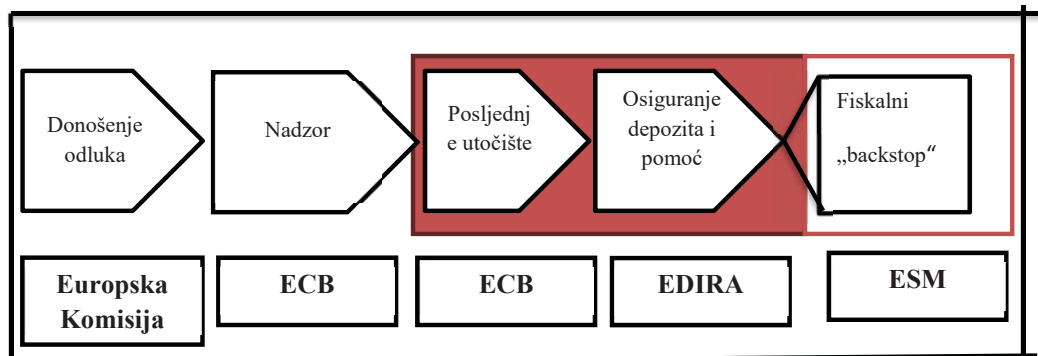 Donošenje
odluka
Nadzor
Posljednj
e utočište
Osiguranje
depozita i
pomoć
Fiskalni
„backstop“
Europska
Komisija
ECB
ECB
EDIRA
ESM